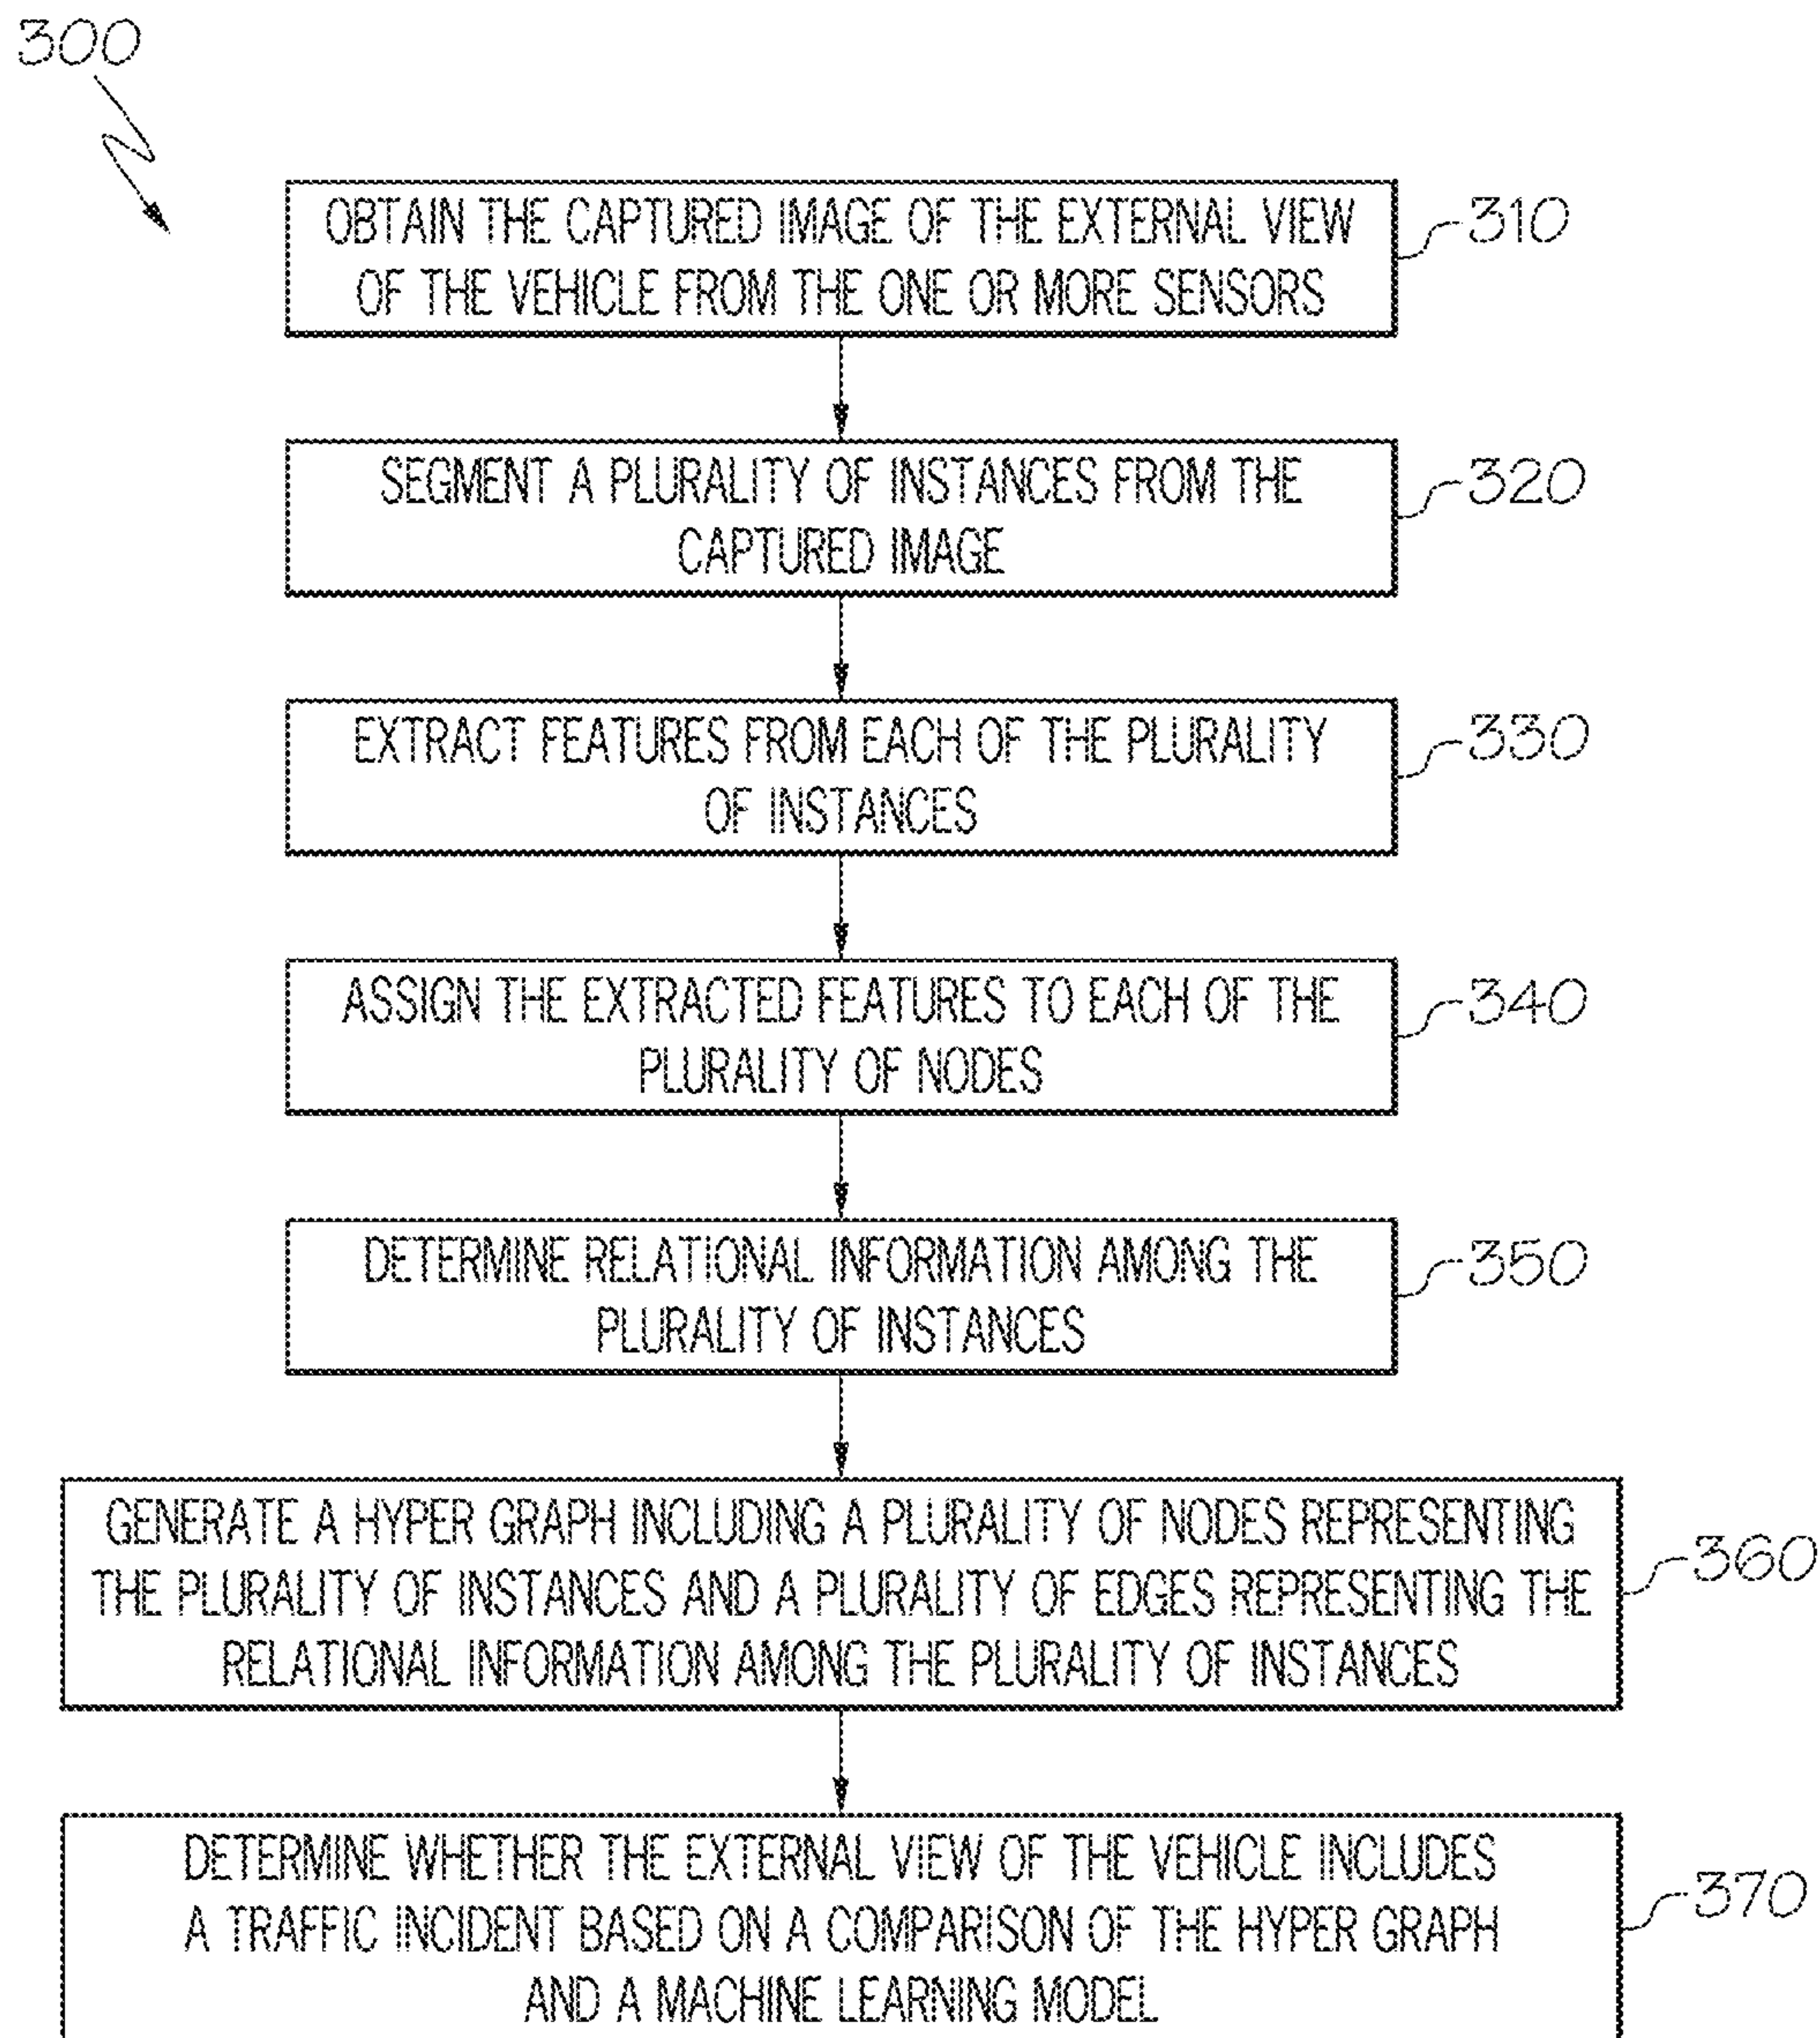 300
OBTAIN THE CAPTURED IMAGE OF THE EXTERNAL VIEW
OF THE VEHICLE FROM THE ONE OR MORE SENSORS
310
SEGMENT A PLURALITY OF INSTANCES FROM THE
CAPTURED IMAGE
320
EXTRACT FEATURES FROM EACH OF THE PLURALITY
OF INSTANCES
330
ASSIGN THE EXTRACTED FEATURES TO EACH OF THE
PLURALITY OF NODES
340
DETERMINE RELATIONAL INFORMATION AMONG THE
PLURALITY OF INSTANCES
350
GENERATE A HYPER GRAPH INCLUDING A PLURALITY OF NODES REPRESENTING
THE PLURALITY OF INSTANCES AND A PLURALITY OF EDGES REPRESENTING THE
RELATIONAL INFORMATION AMONG THE PLURALITY OF INSTANCES
360
DETERMINE WHETHER THE EXTERNAL VIEW OF THE VEHICLE INCLUDES
A TRAFFIC INCIDENT BASED ON A COMPARISON OF THE HYPER GRAPH
AND A MACHINE LEARNING MODEL
370